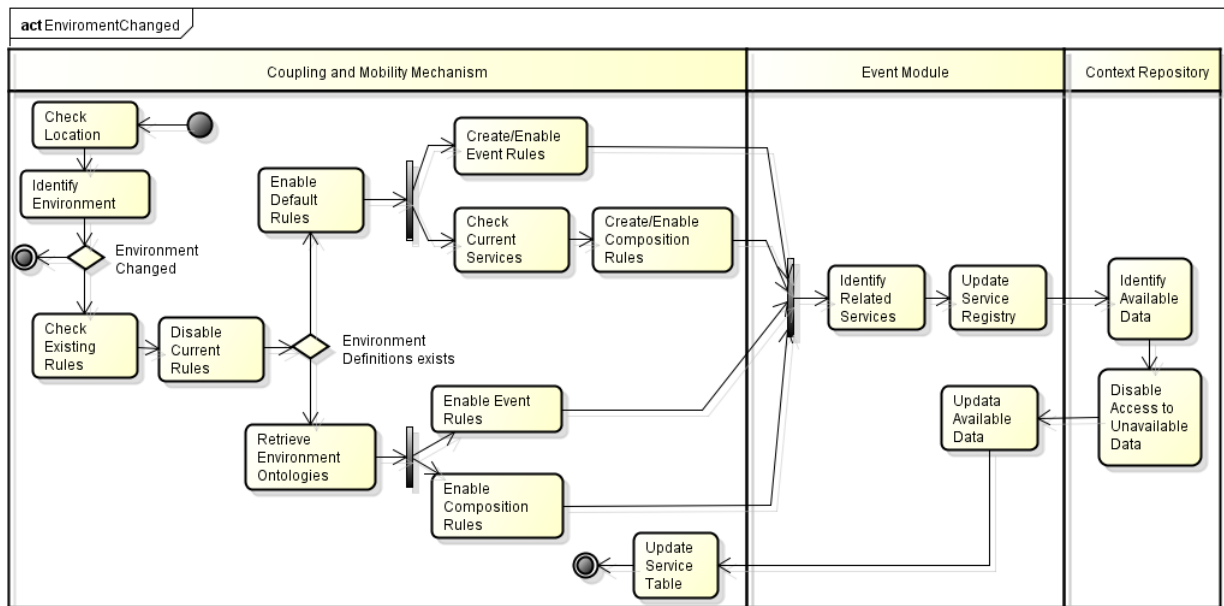 act EnviromentChanged
Coupling and Mobility Mechanism
Event Module
Context Repository
Check
Location
Identify
Environment
Environment
Changed
Check
Existing
Rules
Disable
Current
Rules
Environment
Definitions exists
Enable
Default
Rules
Create/Enable
Event Rules
Check
Current
Services
Create/Enable
Composition
Rules
Retrieve
Environment
Ontologies
Enable Event
Rules
Enable
Composition
Rules
Identify
Related
Services
Update
Service
Registry
Identify
Available
Data
Disable
Access to
Unavailable
Data
Updata
Available
Data
Update
Service
Table